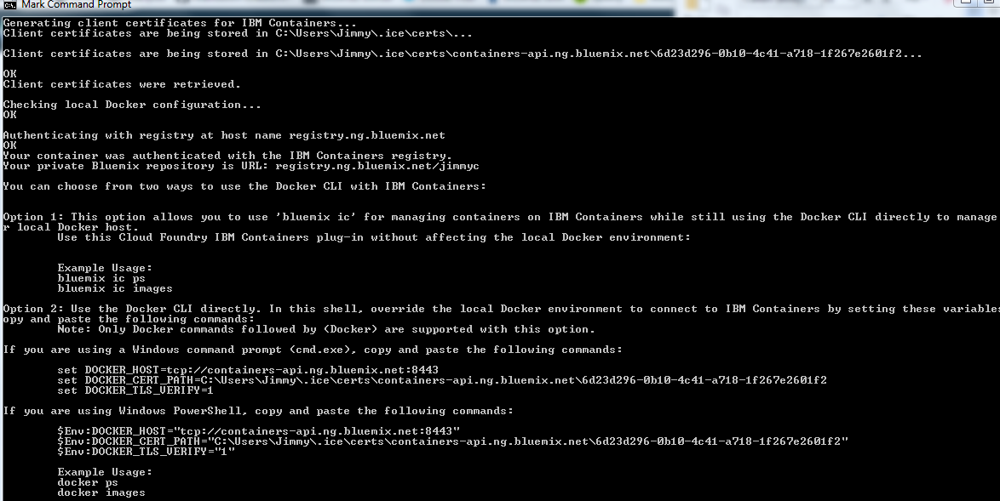 Mark Command Prompt
Generating client certificates for IBM Containers...
Client certificates are being stored in C:\Users\Jimmy\.ice\certs\...
Client certificates are being stored in C:\Users\Jimmy\.ice\certs\containers-api.ng.bluemix.net\6d23d296-0b10-4c41-a718-1f267e2601f2...
OK
Client certificates were retrieved.
Checking local Docker configuration...
OK
Authenticating with registry at host name registry.ng.bluemix.net
OK
Your container was authenticated with the IBM Containers registry.
Your private Bluemix repository is URL: registry.ng.bluemix.net/jimmyc
You can choose from two ways to use the Docker CLI with IBM Containers:
Option 1: This option allows you to use 'bluemix ic' for managing containers on IBM Containers while still using the Docker CLI directly to manage
r local Docker host.
Use this Cloud Foundry IBM Containers plug-in without affecting the local Docker environment:
Example Usage:
bluemix ic ps
bluemix ic images
Option 2: Use the Docker CLI directly. In this shell, override the local Docker environment to connect to IBM Containers by setting these variables
opy and paste the following commands:
Note: Only Docker commands followed by (Docker) are supported with this option.
If you are using a Windows command prompt (cmd.exe), copy and paste the following commands:
set DOCKER_HOST=tcp://containers-api.ng.bluemix.net:8443
set DOCKER_CERT_PATH=C:\Users\Jimmy\.ice\certs\containers-api.ng.bluemix.net\6d23d296-0b10-4c41-a718-1f267e2601f2
set DOCKER_TLS_VERIFY=1
If you are using Windows PowerShell, copy and paste the following commands:
$Env:DOCKER_HOST="tcp://containers-api.ng.bluemix.net:8443"
$Env:DOCKER_CERT_PATH="C:\Users\Jimmy\.ice\certs\containers-api.ng.bluemix.net\6d23d296-0b10-4c41-a718-1f267e2601f2"
$Env:DOCKER_TLS_VERIFY="1"
Example Usage:
docker ps
docker images